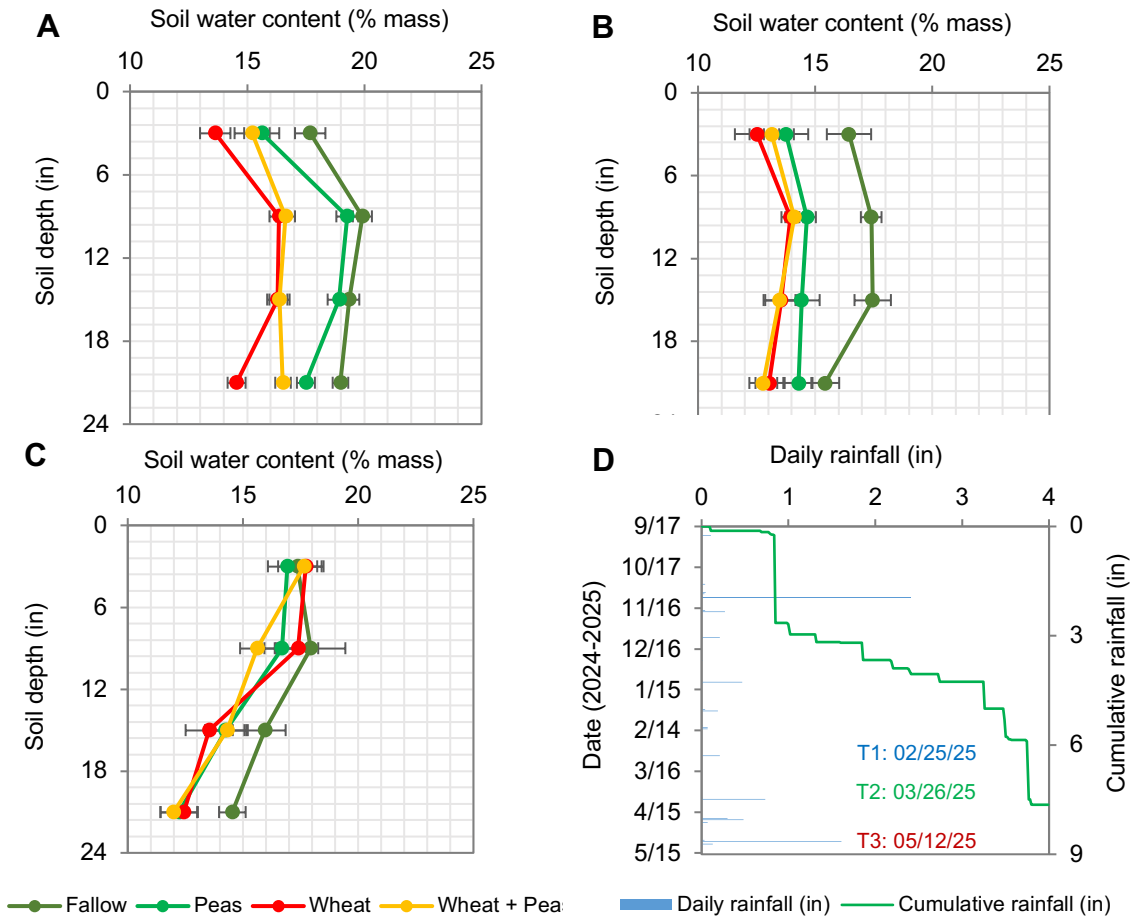 A
Soil water content (% mass)
10 15 20 25
0
6
12
18
24
Soil depth (in)
B
Soil water content (% mass)
10 15 20 25
0
6
12
18
Soil depth (in)
C
Soil water content (% mass)
10 15 20 25
0
6
12
18
24
Soil depth (in)
D
Daily rainfall (in)
0 1 2 3 4
9/17
10/17
11/16
12/16
1/15
2/14
3/16
4/15
5/15
Date (2024-2025)
0
3
6
9
Cumulative rainfall (in)
T1: 02/25/25
T2: 03/26/25
T3: 05/12/25
Fallow Peas Wheat Wheat + Pea
Daily rainfall (in) Cumulative rainfall (in)